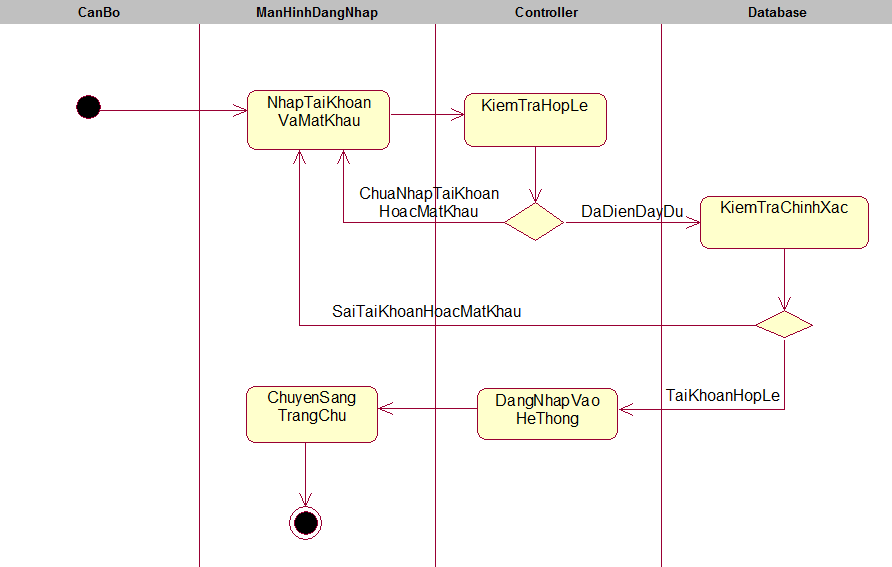 CanBo
ManHinhDangNhap
Controller
Database
NhapTaiKhoan
VaMatKhau
KiemTraHopLe
ChuaNhapTaiKhoan
HoacMatKhau
DaDienDayDu
KiemTraChinhXac
SaiTaiKhoanHoacMatKhau
ChuyenSang
TrangChu
DangNhapVao
HeThong
TaiKhoanHopLe